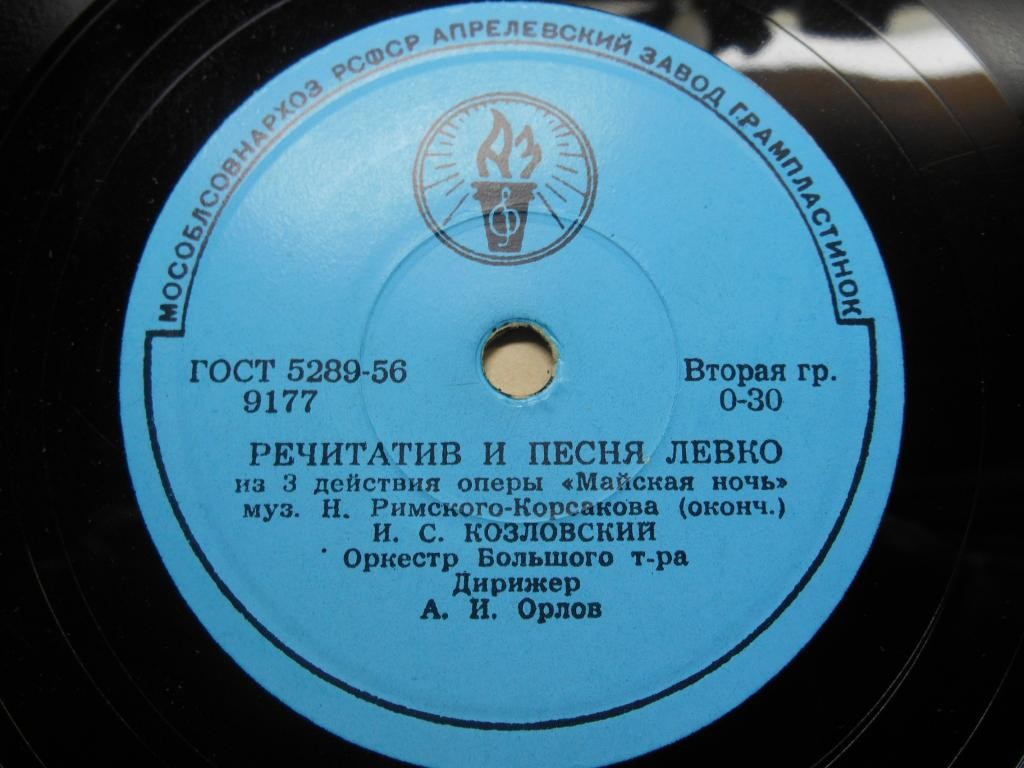 МОСОБЛСОВНАРХОЗ РСФСР АПРЕЛЕВСКИЙ ЗАВОД ГРАМПЛАСТИНОК
АЗ
ГОСТ 5289-56
9177
Вторая гр.
0-30
РЕЧИТАТИВ И ПЕСНЯ ЛЕВКО
из 3 действия оперы «Майская ночь»
муз. Н. Римского-Корсакова (оконч.)
И. С. КОЗЛОВСКИЙ
Оркестр Большого т-ра
Дирижер
А. И. Орлов